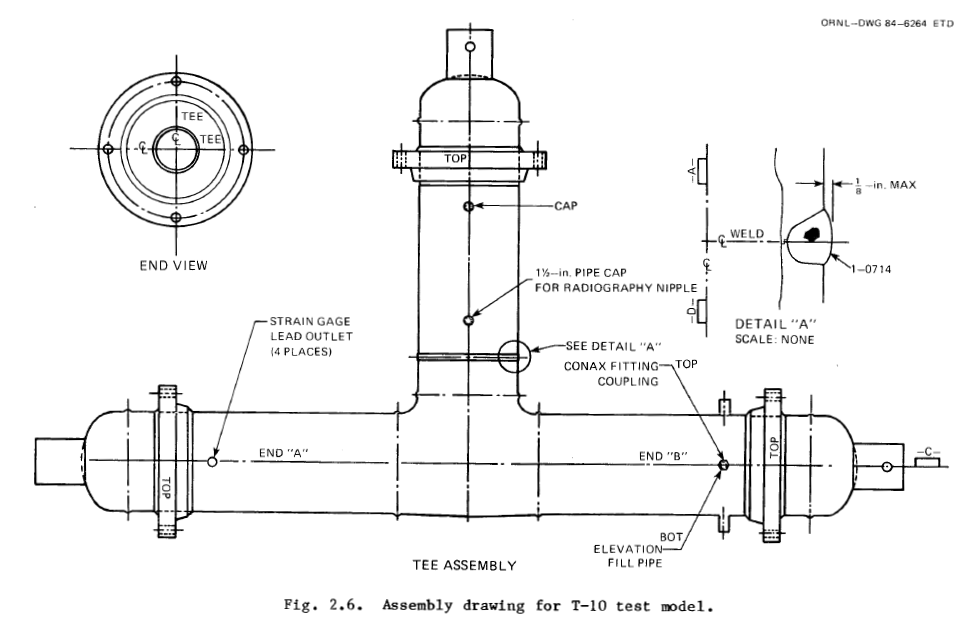 ORNL–DWG 84–6264 ETD
TEE
℄
℄ TEE
END VIEW
TOP
CAP
1½–in. PIPE CAP
FOR RADIOGRAPHY NIPPLE
–A–
℄ WELD
℄
–D–
1/8 –in. MAX
1–0714
DETAIL "A"
SCALE: NONE
STRAIN GAGE
LEAD OUTLET
(4 PLACES)
SEE DETAIL "A"
CONAX FITTING TOP
COUPLING
END "A"
END "B"
TOP
TOP
–C–
BOT
ELEVATION
FILL PIPE
TEE ASSEMBLY
Fig. 2.6. Assembly drawing for T-10 test model.